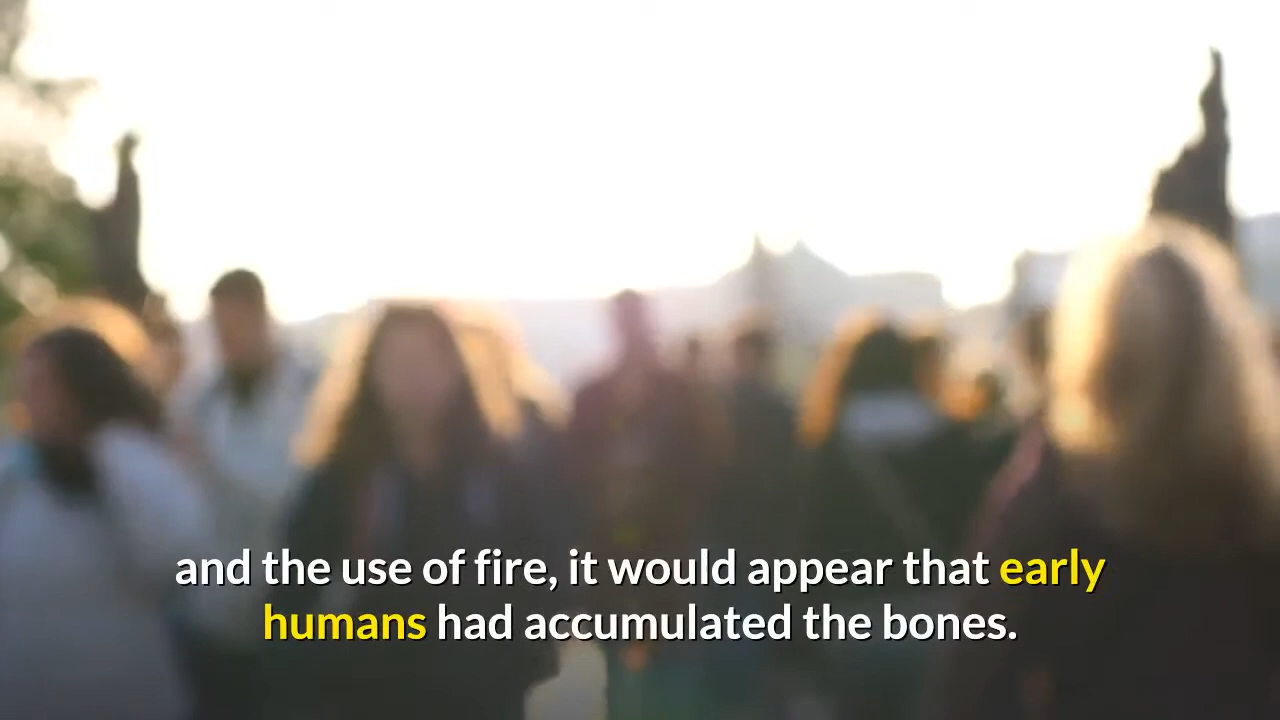 and the use of fire, it would appear that early
humans had accumulated the bones.